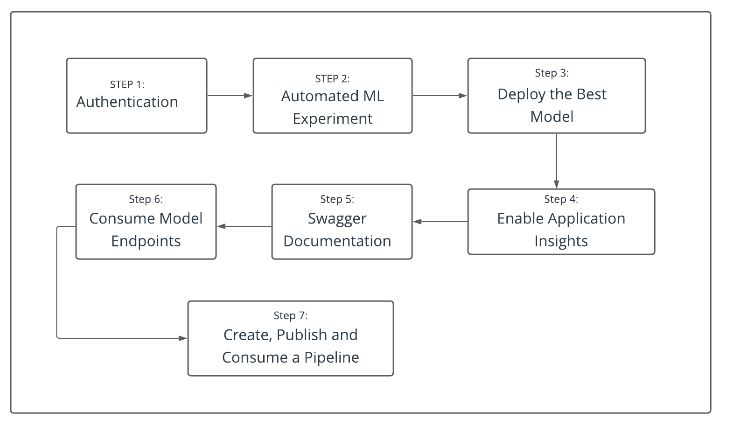 STEP 1:
Authentication
STEP 2:
Automated ML
Experiment
Step 3:
Deploy the Best
Model
Step 4:
Enable Application
Insights
Step 5:
Swagger
Documentation
Step 6:
Consume Model
Endpoints
Step 7:
Create, Publish and
Consume a Pipeline